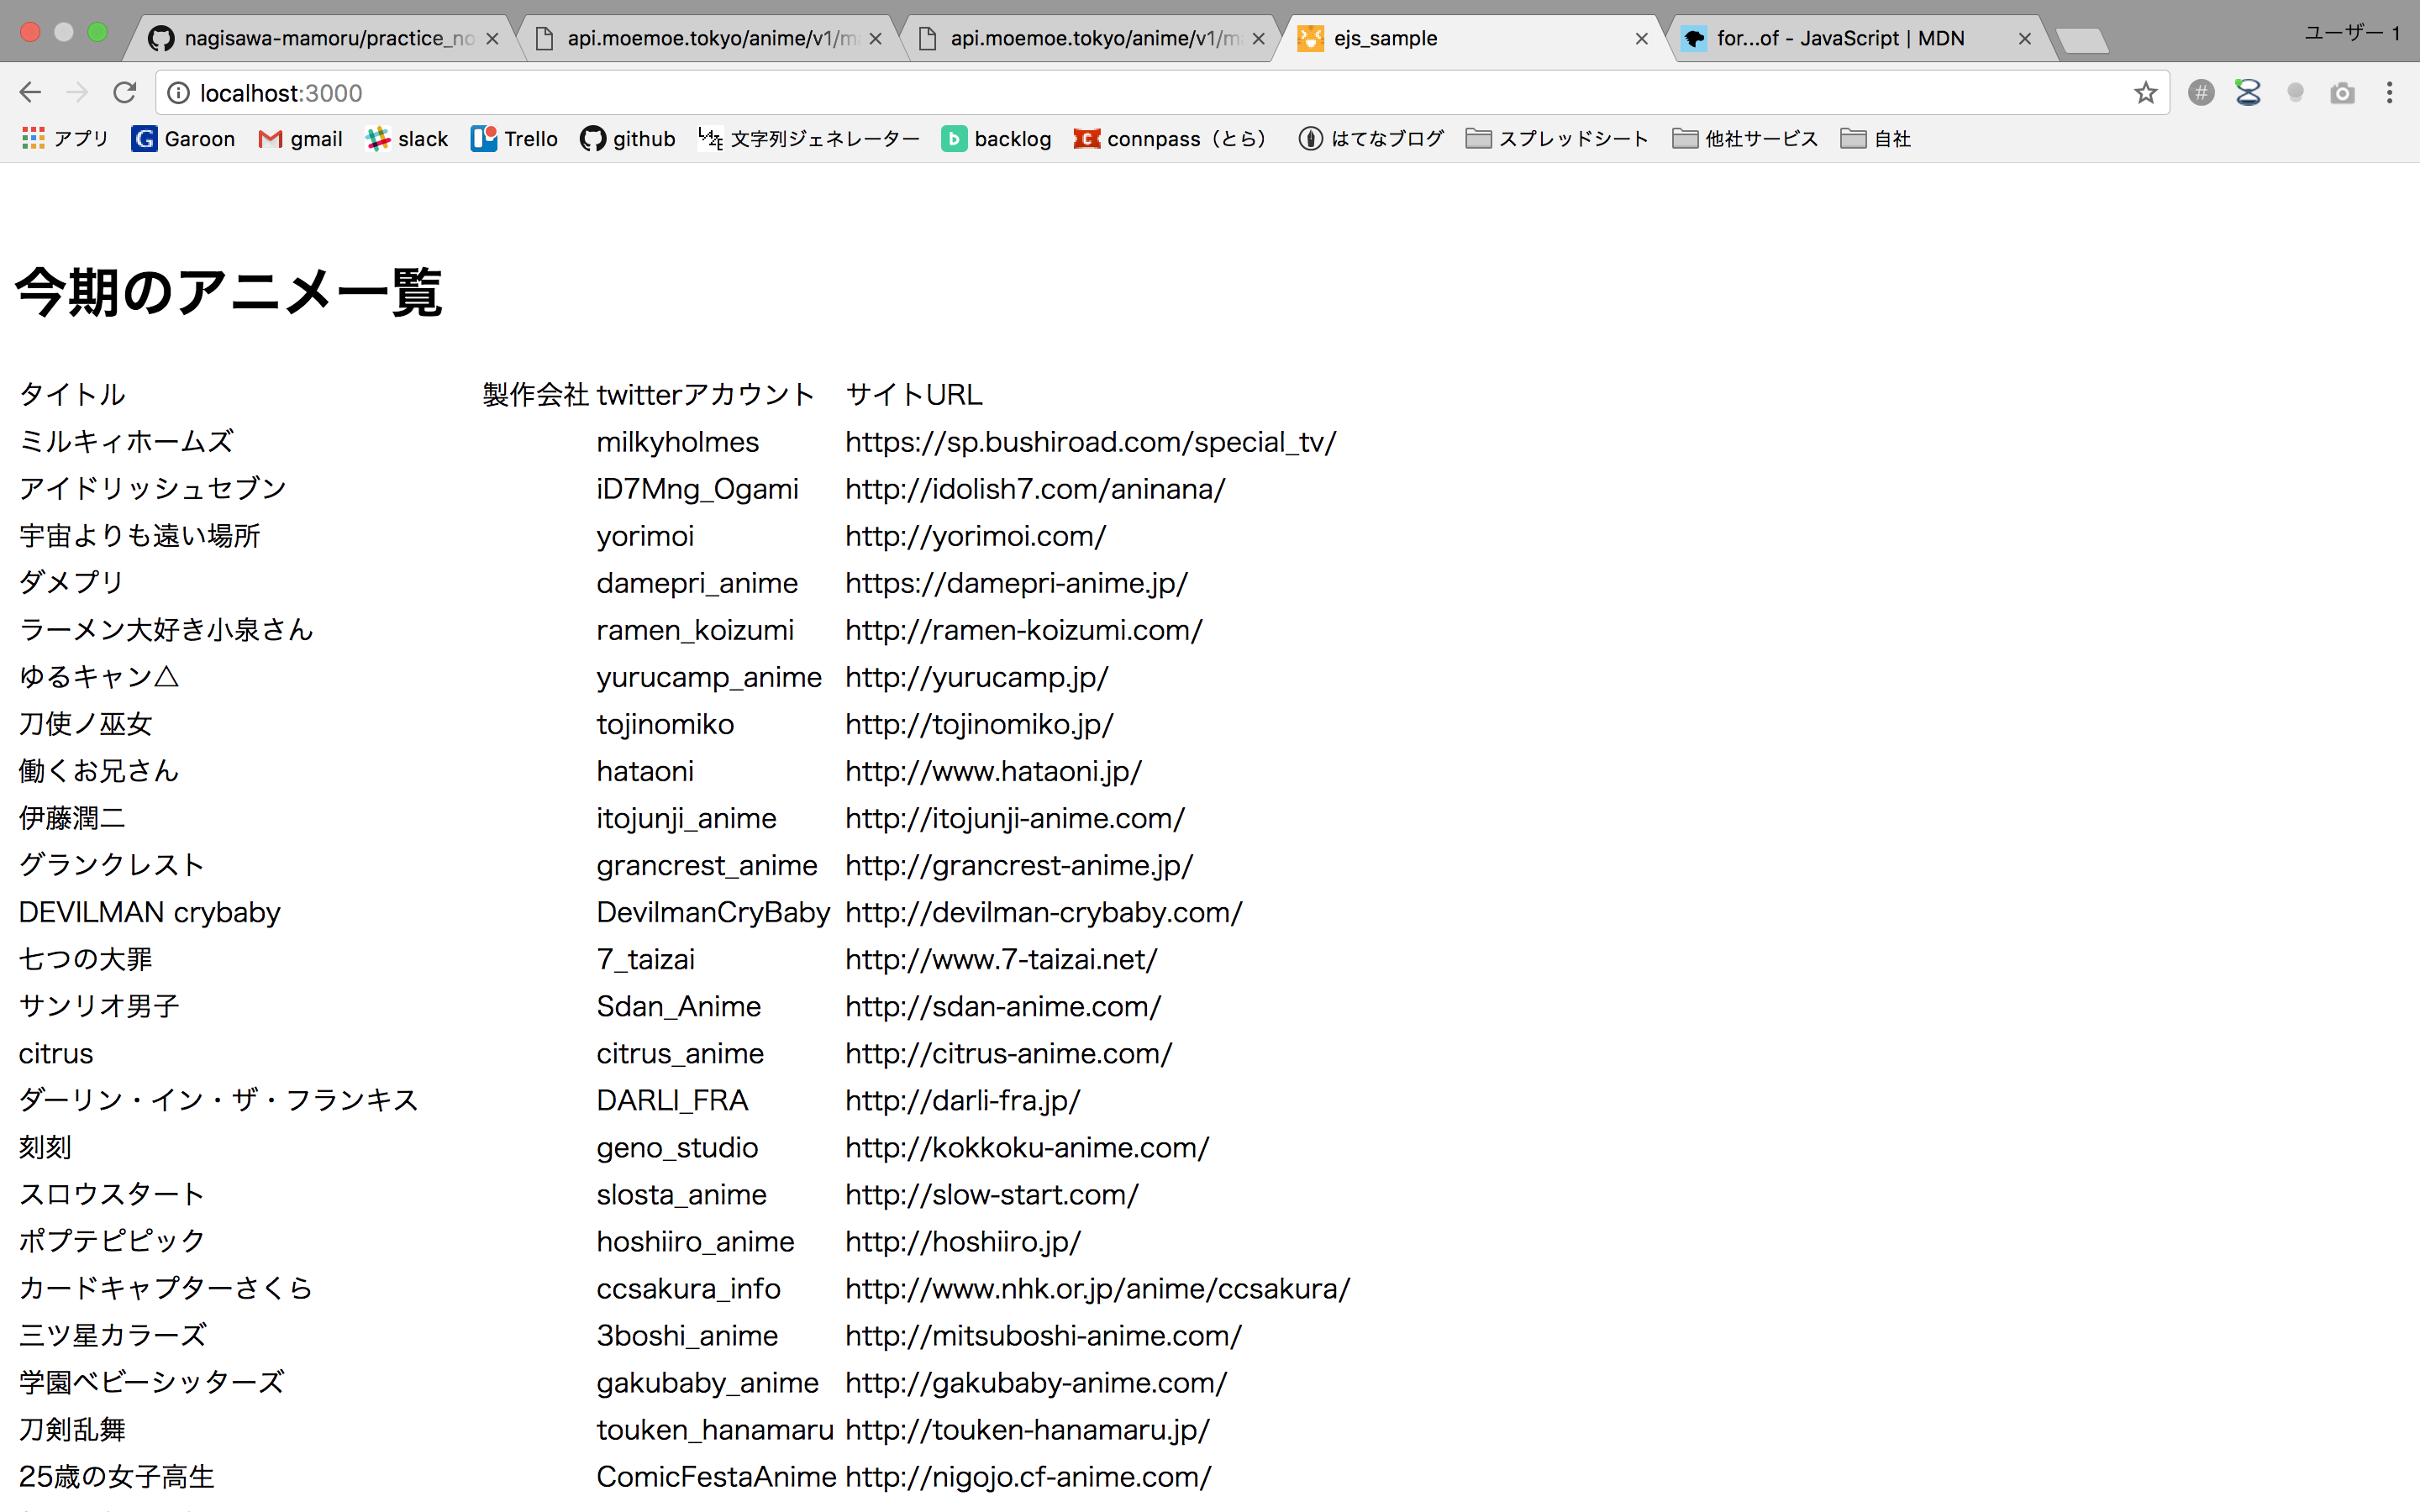 nagisawa-mamoru/practice_no
api.moemoe.tokyo/anime/v1/ma
api.moemoe.tokyo/anime/v1/ma
ejs_sample
for...of - JavaScript | MDN
ユーザー 1
localhost:3000
アプリ Garoon gmail slack Trello github 文字列ジェネレーター backlog connpass（とら） はてなブログ スプレッドシート 他社サービス 自社
今期のアニメ一覧
タイトル 製作会社 twitterアカウント サイトURL
ミルキィホームズ milkyholmes https://sp.bushiroad.com/special_tv/
アイドリッシュセブン iD7Mng_Ogami http://idolish7.com/aninana/
宇宙よりも遠い場所 yorimoi http://yorimoi.com/
ダメプリ damepri_anime https://damepri-anime.jp/
ラーメン大好き小泉さん ramen_koizumi http://ramen-koizumi.com/
ゆるキャン△ yurucamp_anime http://yurucamp.jp/
刀使ノ巫女 tojinomiko http://tojinomiko.jp/
働くお兄さん hataoni http://www.hataoni.jp/
伊藤潤二 itojunji_anime http://itojunji-anime.com/
グランクレスト grancrest_anime http://grancrest-anime.jp/
DEVILMAN crybaby DevilmanCryBaby http://devilman-crybaby.com/
七つの大罪 7_taizai http://www.7-taizai.net/
サンリオ男子 Sdan_Anime http://sdan-anime.com/
citrus citrus_anime http://citrus-anime.com/
ダーリン・イン・ザ・フランキス DARLI_FRA http://darli-fra.jp/
刻刻 geno_studio http://kokkoku-anime.com/
スロウスタート slosta_anime http://slow-start.com/
ポプテピピック hoshiiro_anime http://hoshiiro.jp/
カードキャプターさくら ccsakura_info http://www.nhk.or.jp/anime/ccsakura/
三ツ星カラーズ 3boshi_anime http://mitsuboshi-anime.com/
学園ベビーシッターズ gakubaby_anime http://gakubaby-anime.com/
刀剣乱舞 touken_hanamaru http://touken-hanamaru.jp/
25歳の女子高生 ComicFestaAnime http://nigojo.cf-anime.com/